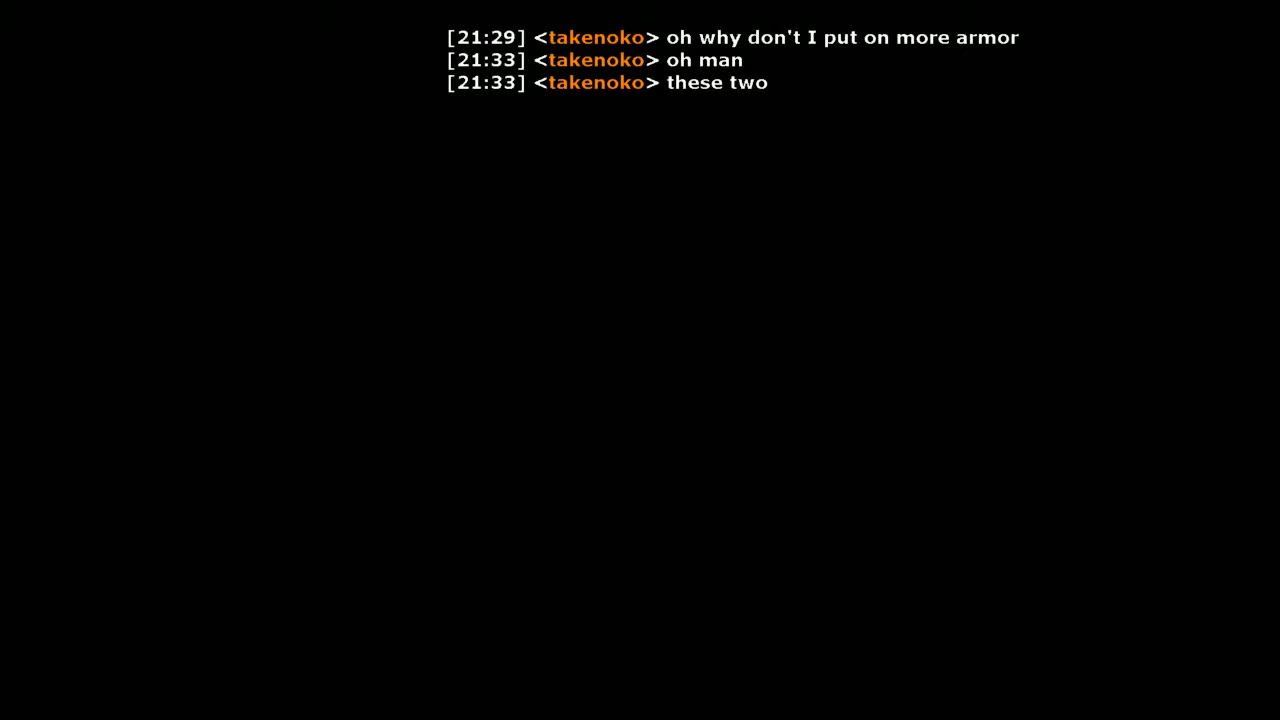 [21:29] <takenoko> oh why don't I put on more armor
[21:33] <takenoko> oh man
[21:33] <takenoko> these two